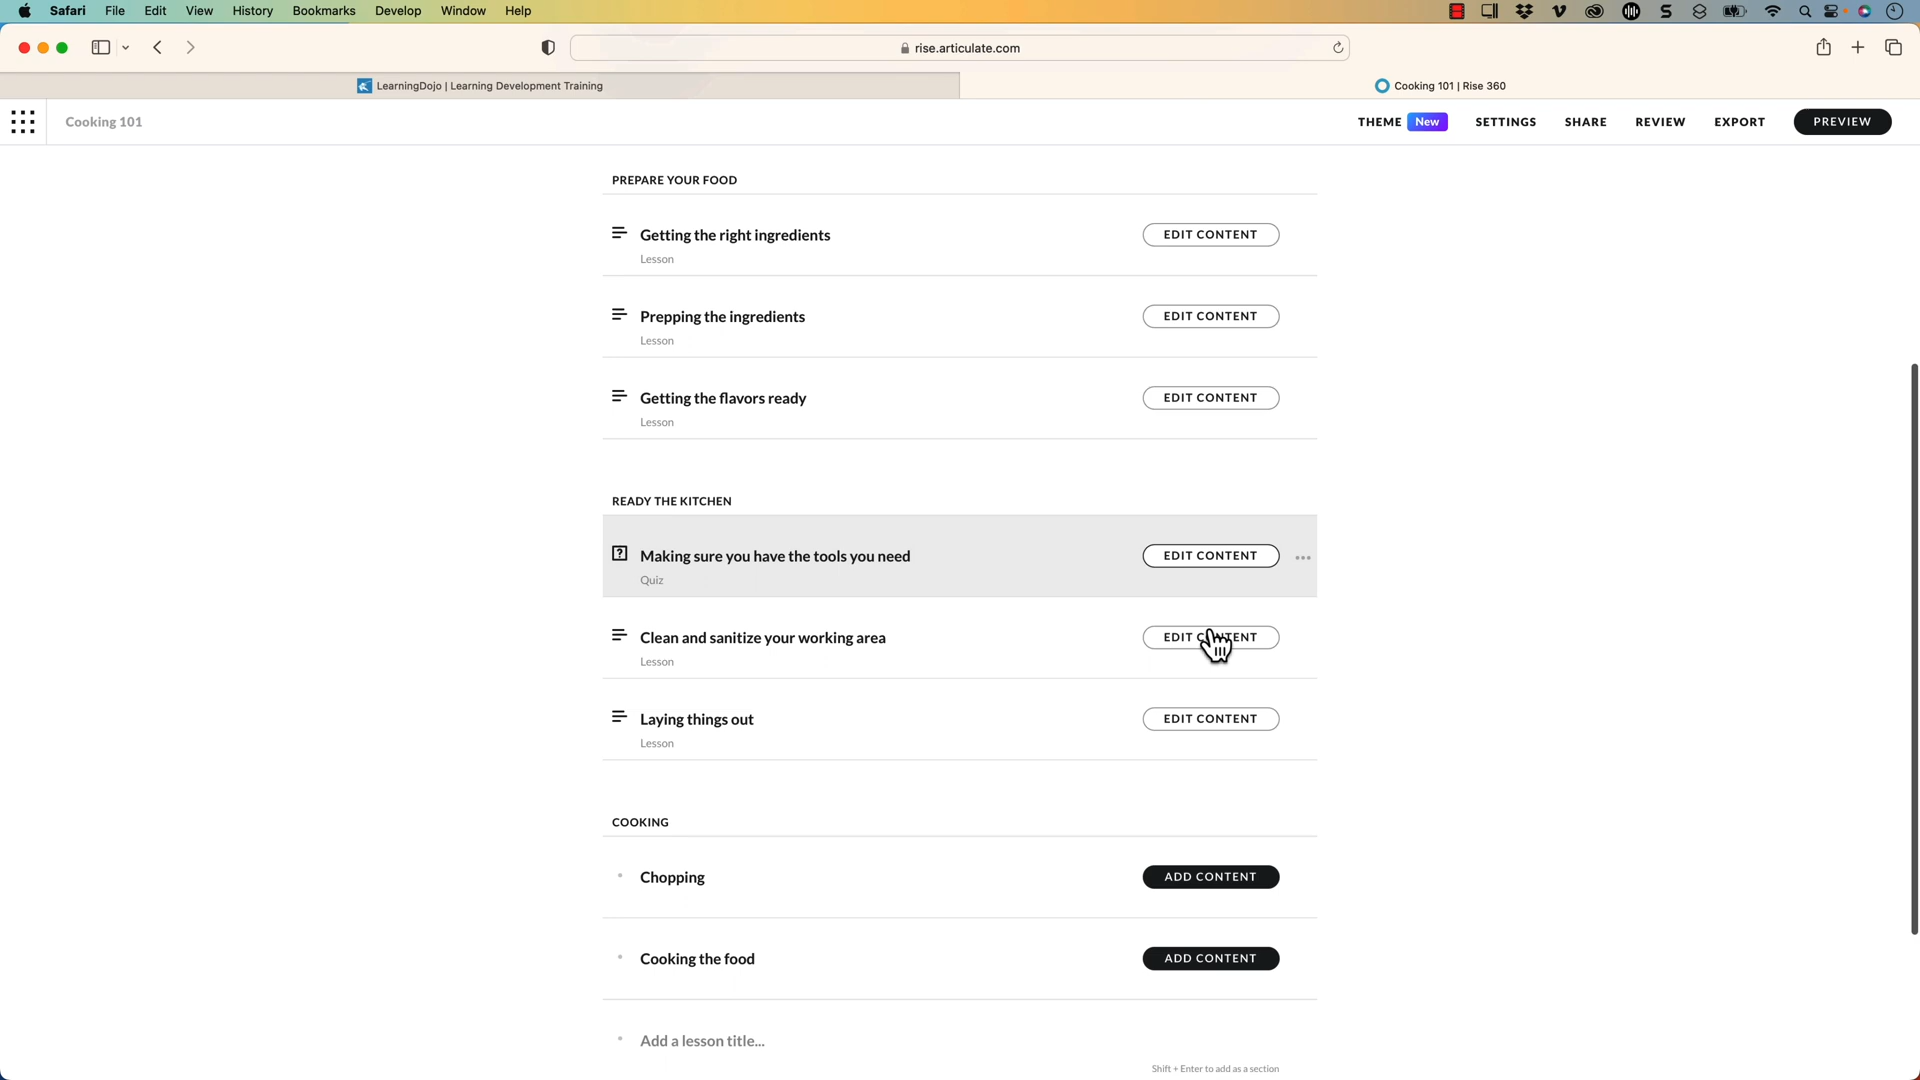 Safari File Edit View History Bookmarks Develop Window Help
rise.articulate.com
LearningDojo | Learning Development Training
Cooking 101 | Rise 360
Cooking 101
THEME New SETTINGS SHARE REVIEW EXPORT PREVIEW
PREPARE YOUR FOOD
Getting the right ingredients
EDIT CONTENT
Lesson
Prepping the ingredients
EDIT CONTENT
Lesson
Getting the flavors ready
EDIT CONTENT
Lesson
READY THE KITCHEN
Making sure you have the tools you need
EDIT CONTENT
Quiz
Clean and sanitize your working area
EDIT CONTENT
Lesson
Laying things out
EDIT CONTENT
Lesson
COOKING
Chopping
ADD CONTENT
Cooking the food
ADD CONTENT
Add a lesson title...
Shift + Enter to add as a section